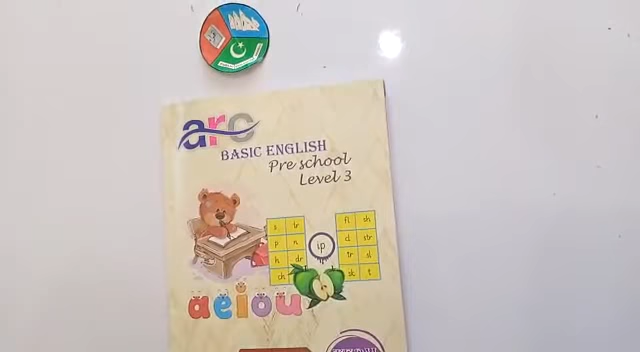 arc
BASIC ENGLISH
Pre school
Level 3
s tr
p n
h dr
ch
ip
fl sh
d str
tr sl
sk t
aeiou